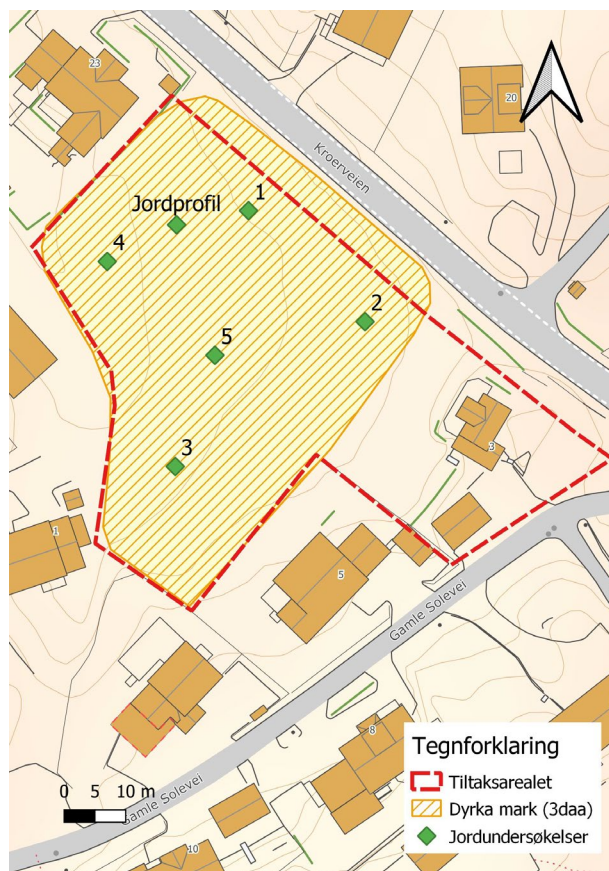 23
20
Kroerveien
Jordprofil
1
4
2
5
3
3
1
5
Gamle Solevei
8
0 5 10 m
Gamle Solevei
10
Tegnforklaring
Tiltaksarealet
Dyrka mark (3daa)
Jordundersøkelser